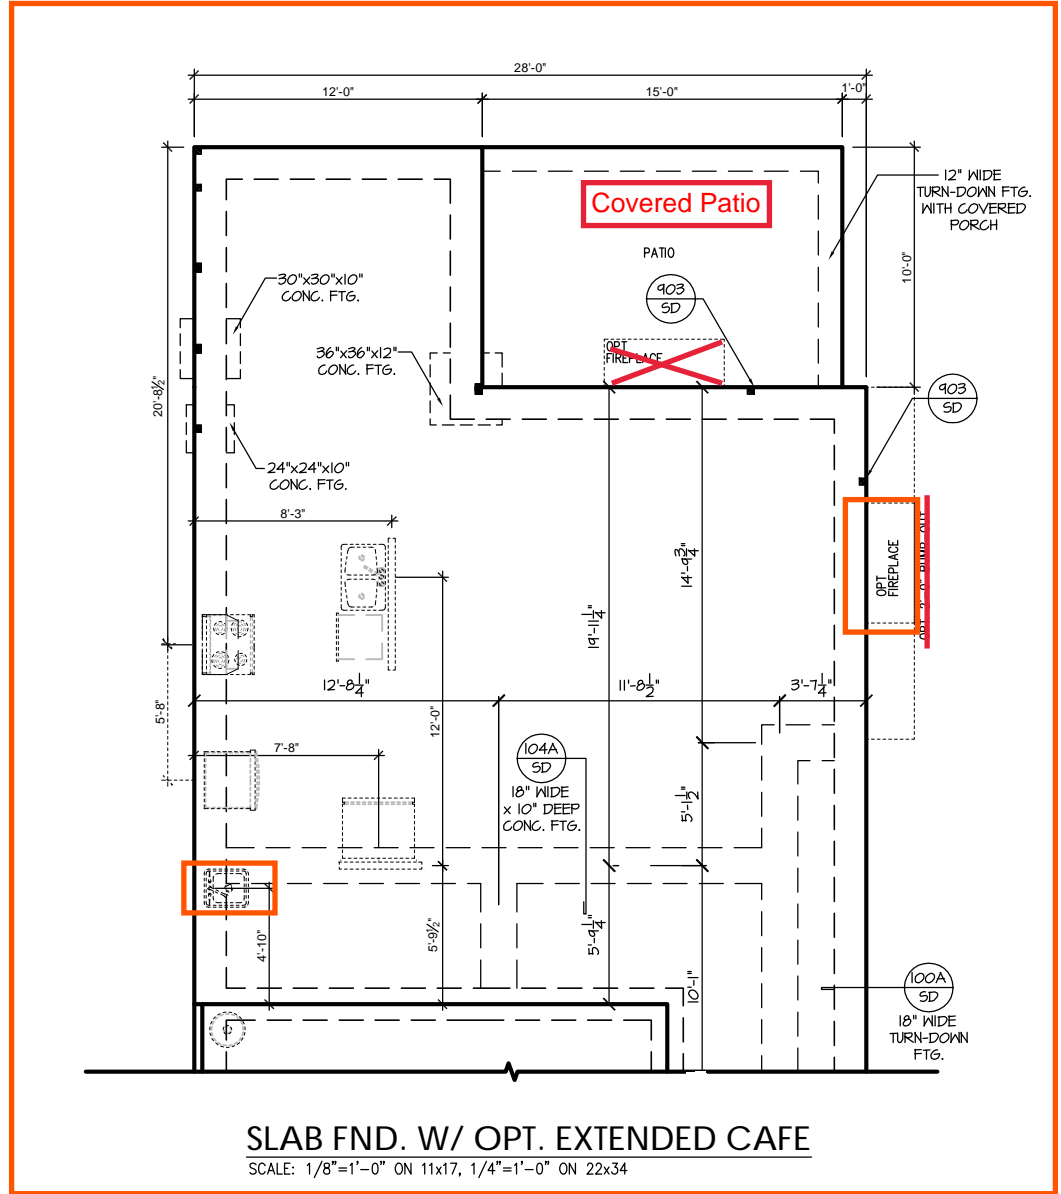 28'-0"
12'-0"
15'-0"
1'-0"
12" WIDE
TURN-DOWN FTG.
WITH COVERED
PORCH
Covered Patio
PATIO
10'-0"
903
SD
30"x30"x10"
CONC. FTG.
36"x36"x12"
CONC. FTG.
OPT
FIREPLACE
20'-8½"
903
SD
24"x24"x10"
CONC. FTG.
8'-3"
14'-9¾"
OPT
FIREPLACE
OPT 2'-0" BUMP-OUT
19'-11¼"
12'-8¼"
11'-8½"
3'-7¼"
5'-8"
12'-0"
7'-8"
104A
SD
18" WIDE
x 10" DEEP
CONC. FTG.
5'-1½"
4'-10"
5'-9½"
5'-9¼"
10'-1"
100A
SD
18" WIDE
TURN-DOWN
FTG.
SLAB FND. W/ OPT. EXTENDED CAFE
SCALE: 1/8"=1'-0" ON 11x17, 1/4"=1'-0" ON 22x34